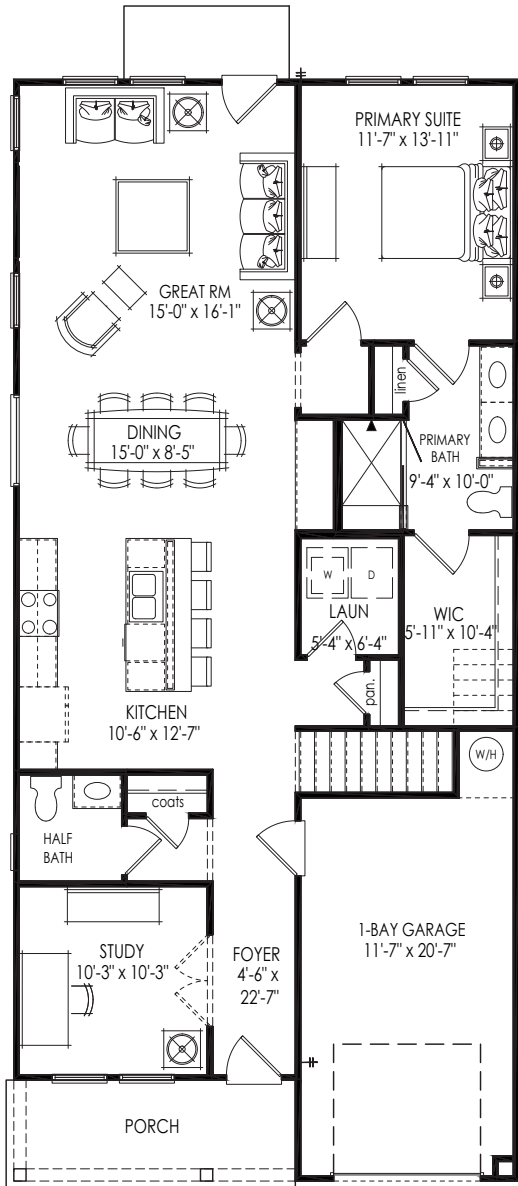 PRIMARY SUITE
11'-7" x 13'-11"
GREAT RM
15'-0" x 16'-1"
linen
DINING
15'-0" x 8'-5"
PRIMARY
BATH
9'-4" x 10'-0"
W
D
LAUN
5'-4" x 6'-4"
WIC
5'-11" x 10'-4"
pan.
KITCHEN
10'-6" x 12'-7"
W/H
coats
HALF
BATH
1-BAY GARAGE
11'-7" x 20'-7"
STUDY
10'-3" x 10'-3"
FOYER
4'-6" x
22'-7"
PORCH